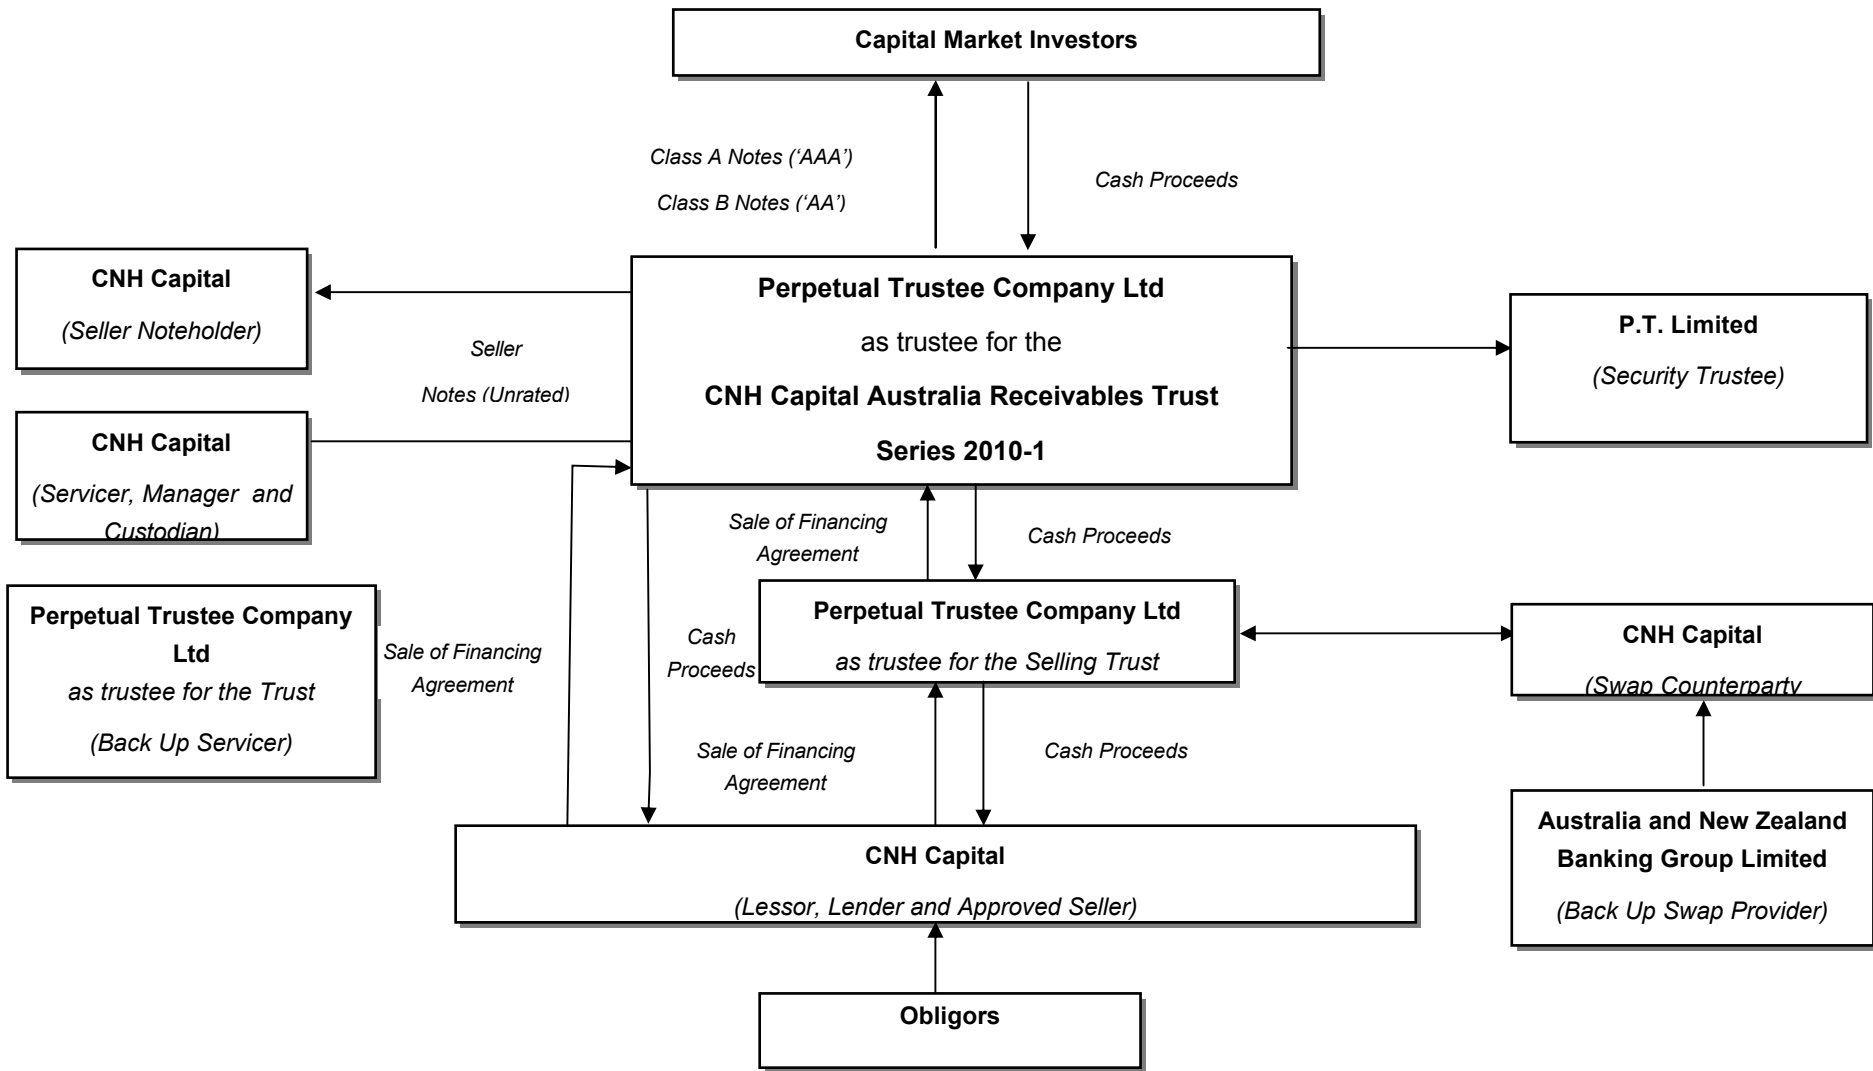 Capital Market Investors
Class A Notes (‘AAA’)
Class B Notes (‘AA’)
Cash Proceeds
CNH Capital
(Seller Noteholder)
Seller
Notes (Unrated)
Perpetual Trustee Company Ltd
as trustee for the
CNH Capital Australia Receivables Trust
Series 2010-1
P.T. Limited
(Security Trustee)
CNH Capital
(Servicer, Manager and
Custodian)
Sale of Financing
Agreement
Cash Proceeds
Perpetual Trustee Company
Ltd
as trustee for the Trust
(Back Up Servicer)
Sale of Financing
Agreement
Cash
Proceeds
Perpetual Trustee Company Ltd
as trustee for the Selling Trust
CNH Capital
(Swap Counterparty
Sale of Financing
Agreement
Cash Proceeds
Australia and New Zealand
Banking Group Limited
(Back Up Swap Provider)
CNH Capital
(Lessor, Lender and Approved Seller)
Obligors